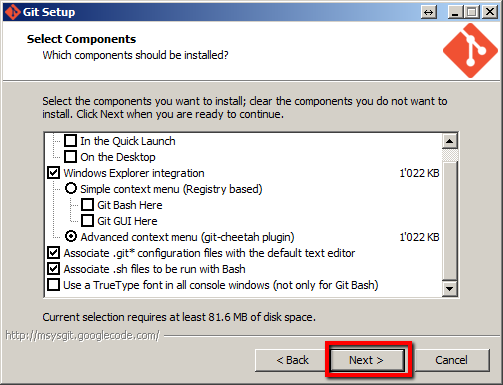 Git Setup
Select Components
Which components should be installed?
Select the components you want to install; clear the components you do not want to
install. Click Next when you are ready to continue.
In the Quick Launch
On the Desktop
Windows Explorer integration 1'022 KB
Simple context menu (Registry based)
Git Bash Here
Git GUI Here
Advanced context menu (git-cheetah plugin) 1'022 KB
Associate .git* configuration files with the default text editor
Associate .sh files to be run with Bash
Use a TrueType font in all console windows (not only for Git Bash)
Current selection requires at least 81.6 MB of disk space.
http://msysgit.googlecode.com/
< Back Next > Cancel